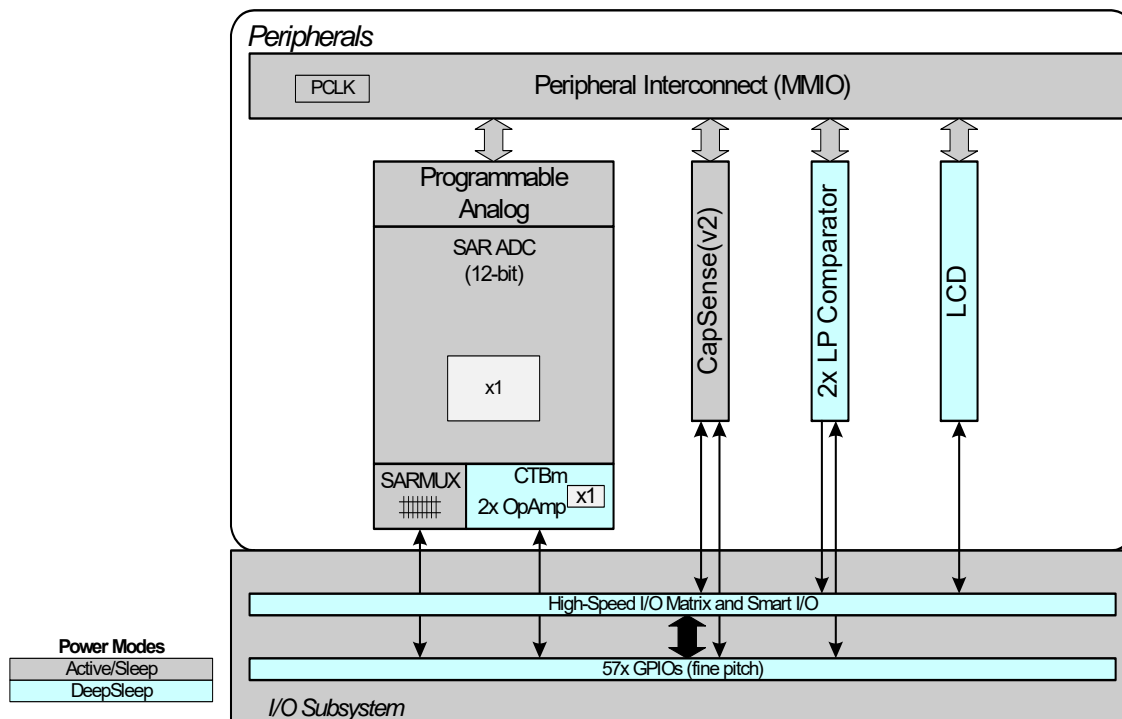 Peripherals
PCLK
Peripheral Interconnect (MMIO)
Programmable
Analog
SAR ADC
(12-bit)
x1
SARMUX
CTBm
2x OpAmp
x1
CapSense(v2)
2x LP Comparator
LCD
High-Speed I/O Matrix and Smart I/O
57x GPIOs (fine pitch)
I/O Subsystem
Power Modes
Active/Sleep
DeepSleep